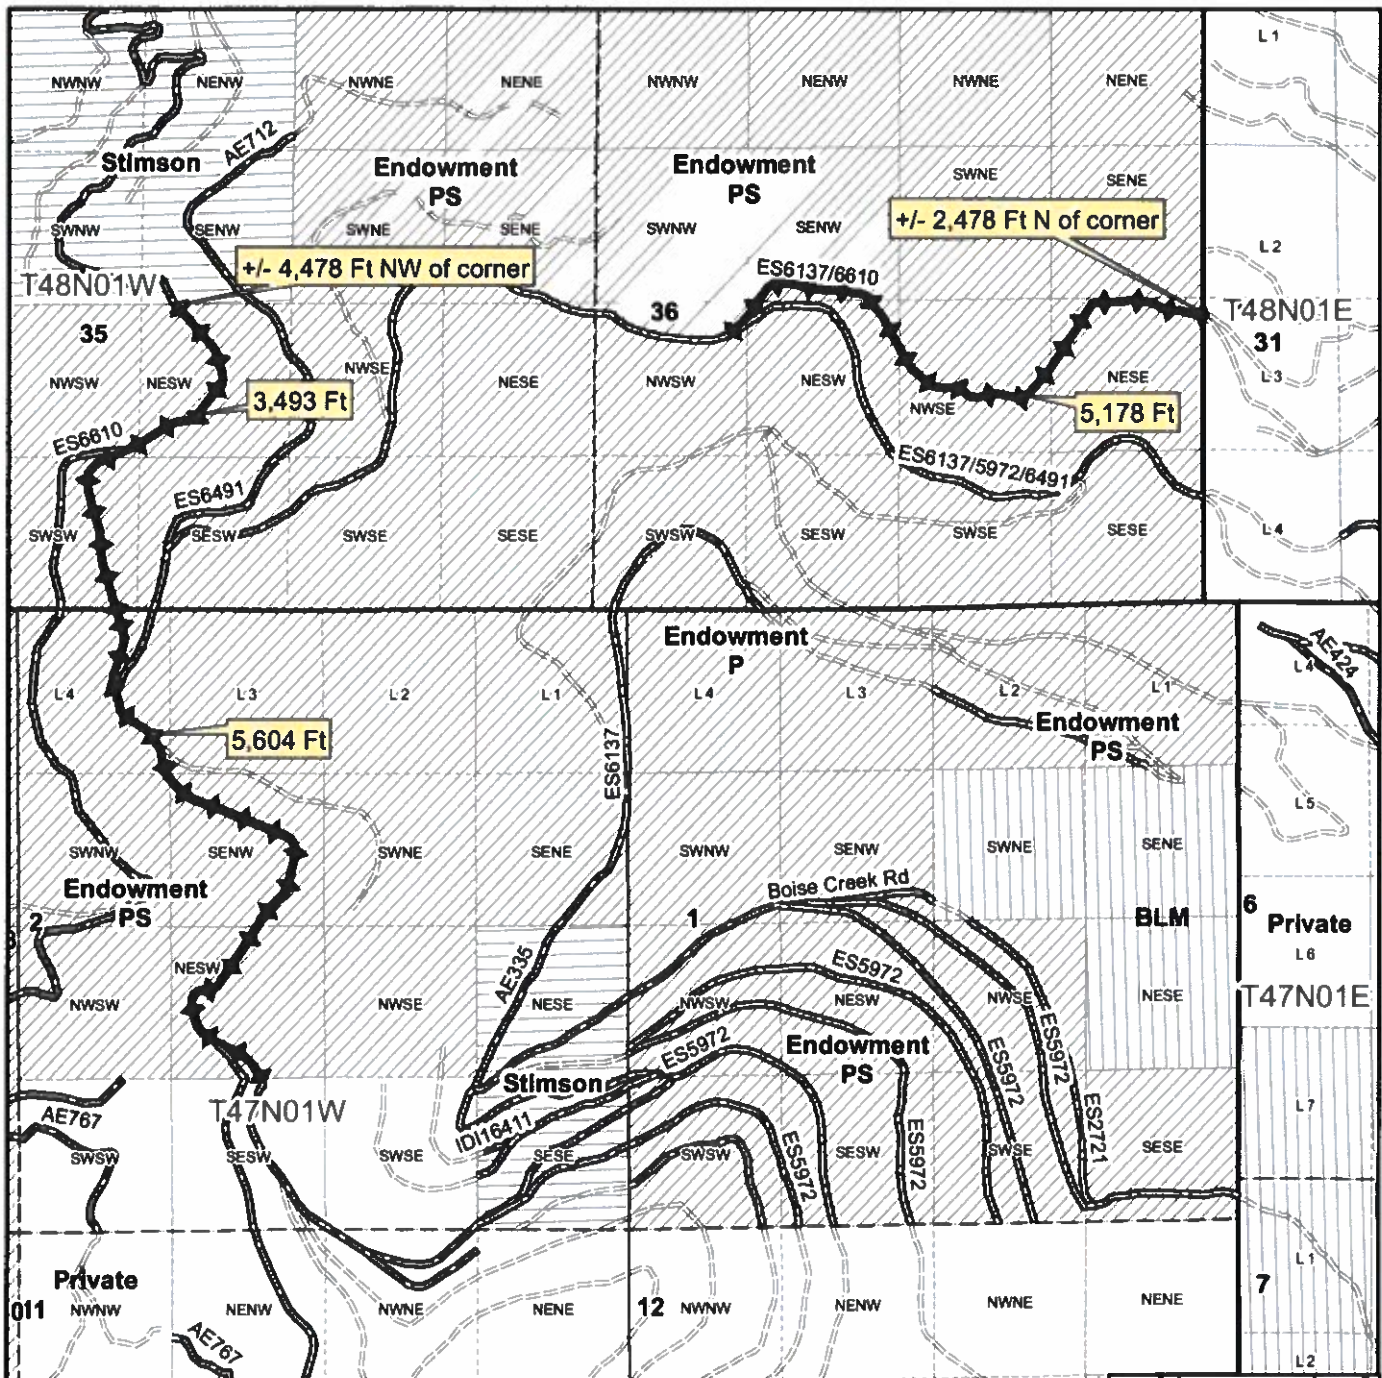 L 1
NWNW
NENW
NWNE
NENE
NWNW
NENW
NWNE
NENE
AE712
Stimson
Endowment
PS
Endowment
PS
SWNE
SENE
+/- 2,478 Ft N of corner
SWNW
SENW
SWNE
SENE
SWNW
SENW
L 2
+/- 4,478 Ft NW of corner
ES6137/6610
T48N01W
36
T48N01E
35
31
NWSW
NESW
NWSE
NESE
NWSW
NESW
NWSE
NESE
L 3
3,493 Ft
5,178 Ft
ES6610
ES6137/5972/6491
ES6491
SWSW
SESW
SWSE
SESE
SWSW
SESW
SWSE
SESE
L 4
Endowment
P
AE424
L 4
L 4
L 3
L 2
L 1
L 4
L 3
L 2
L 1
Endowment
PS
5,604 Ft
ES6137
L 5
SWNW
SENW
SWNE
SENE
SWNW
SENW
SWNE
SENE
Endowment
PS
Boise Creek Rd
2
1
BLM
6
Private
L 6
NESW
AE335
ES5972
T47N01E
NWSW
NWSE
NESE
NWSW
NESW
NWSE
NESE
ES5972
ES5972
ES5972
Endowment
PS
Stimson
ES2721
T47N01W
AE767
IDI16411
L 7
SWSW
SESW
SWSE
SESE
SWSW
ES5972
SESW
ES5972
SWSE
SESE
Private
011
NWNW
NENW
NWNE
NENE
12
NWNW
NENW
NWNE
NENE
7
L 1
AE767
L 2